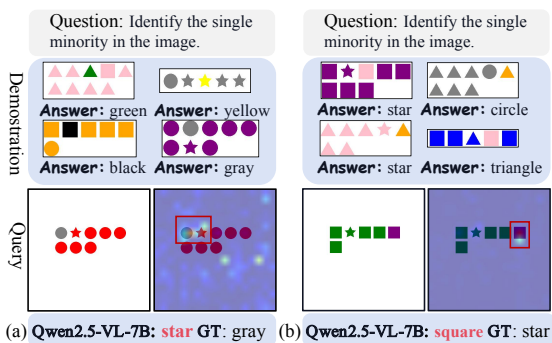 Question: Identify the single
minority in the image.
Question: Identify the single
minority in the image.
Demostration
Answer: green
Answer: yellow
Answer: black
Answer: gray
Answer: star
Answer: circle
Answer: star
Answer: triangle
Query
(a) Qwen2.5-VL-7B: star GT: gray
(b) Qwen2.5-VL-7B: square GT: star